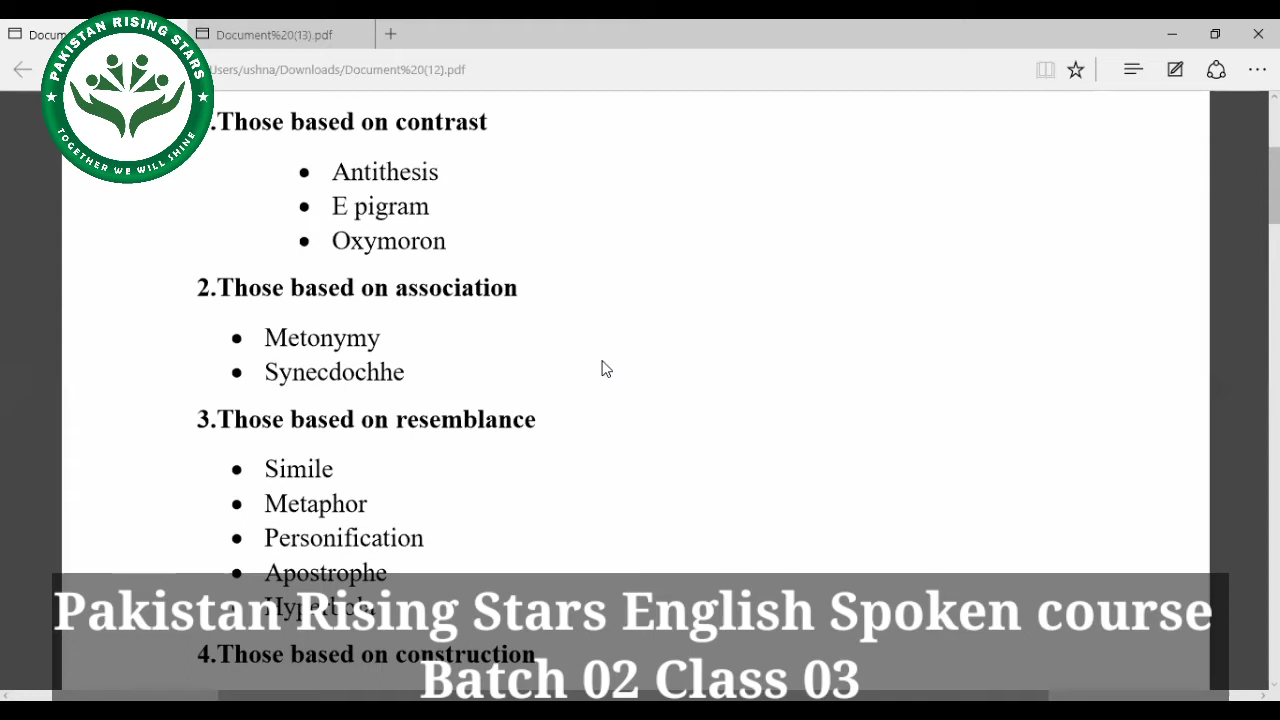 PAKISTAN RISING STARS
TOGETHER WE WILL SHINE
Docum
Document%20(13).pdf
sers/ushna/Downloads/Document%20(12).pdf
.Those based on contrast
• Antithesis
• E pigram
• Oxymoron
2.Those based on association
• Metonymy
• Synecdochhe
3.Those based on resemblance
• Simile
• Metaphor
• Personification
• Apostrophe
4.Those based on construction
Pakistan Rising Stars English Spoken course
Batch 02 Class 03